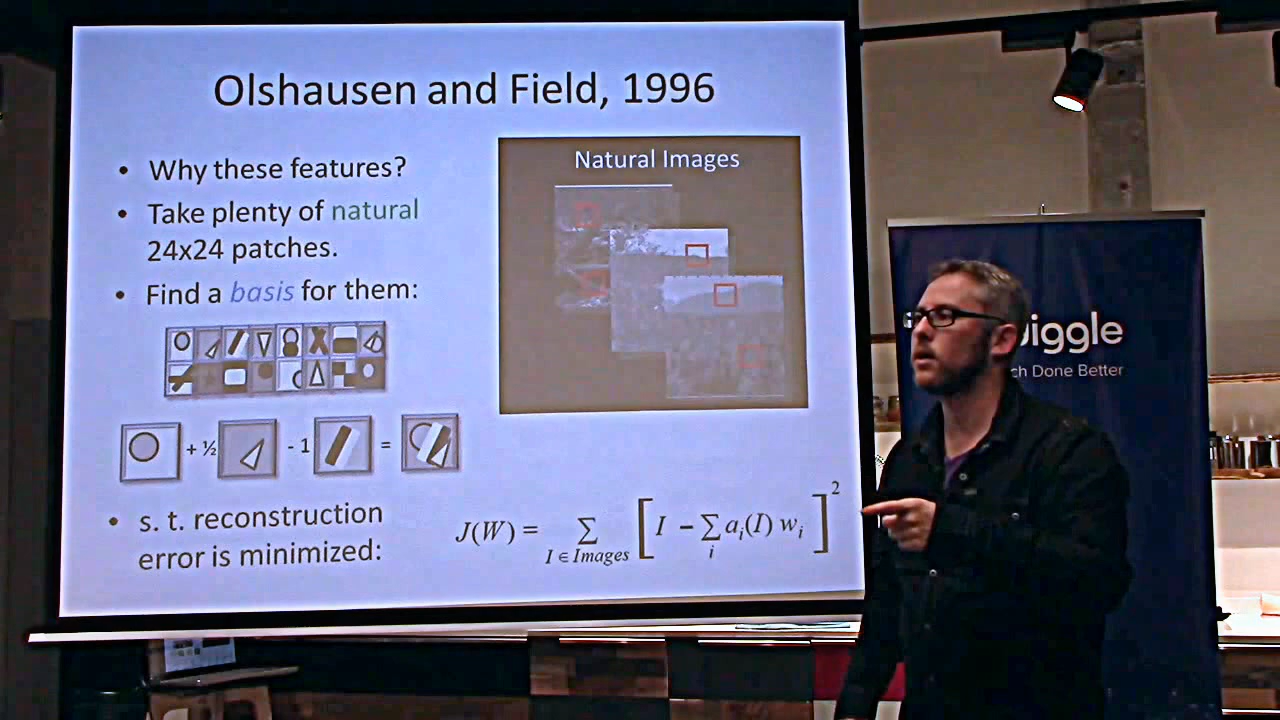 Olshausen and Field, 1996
• Why these features?
• Take plenty of natural
24x24 patches.
• Find a basis for them:
+ ½ - 1 =
• s. t. reconstruction
error is minimized:
J(W) = ∑ I ∈ Images [ I - ∑ i a_i(I) w_i ]²
Natural Images
iggle
ch Done Better